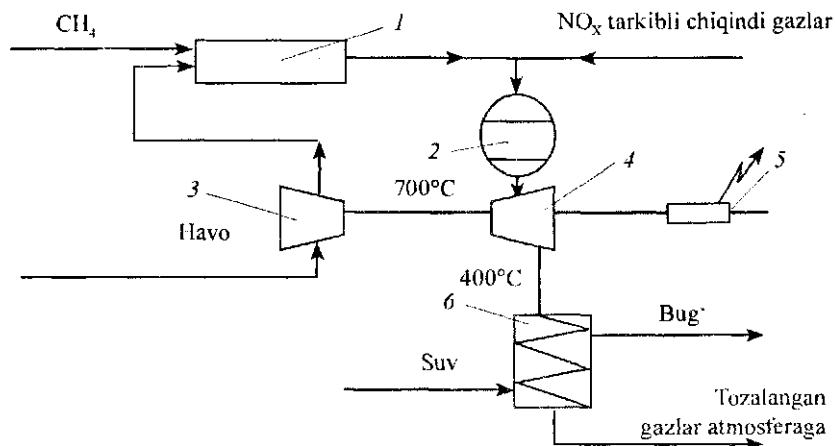 CH₄
1
NOₓ tarkibli chiqindi gazlar
2
3
700°C
4
5
Havo
400°C
6
Bug‘
Suv
Tozalangan
gazlar atmosferaga